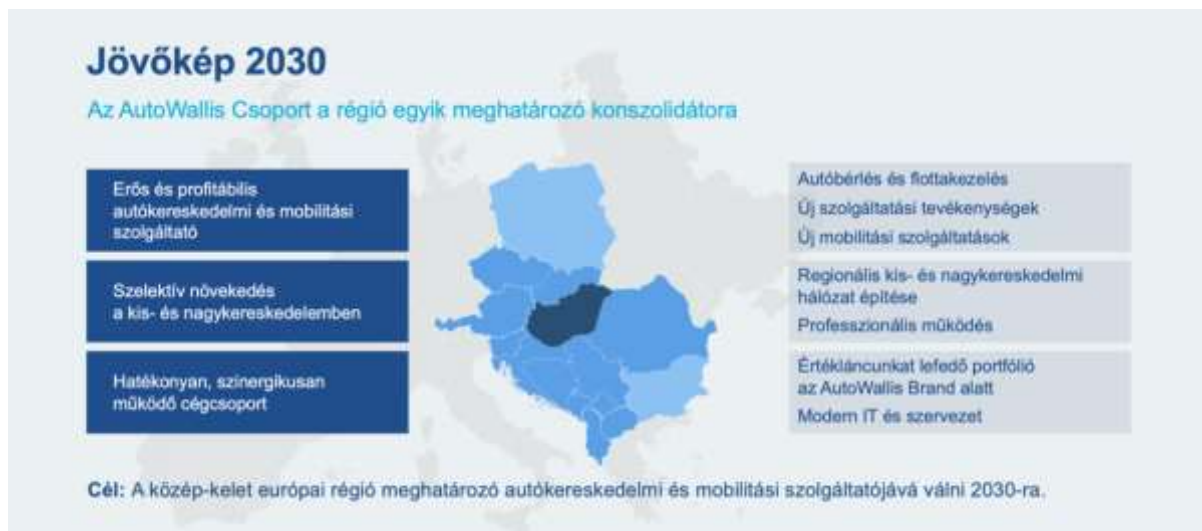 Jövőkép 2030
Az AutoWallis Csoport a régió egyik meghatározó konszolidátora
Erős és profitábilis
autókereskedelmi és mobilitási
szolgáltató
Szelektív növekedés
a kis- és nagykereskedelemben
Hatékonyan, szinergikusan
működő cégcsoport
Autóbérlés és flottakezelés
Új szolgáltatási tevékenységek
Új mobilitási szolgáltatások
Regionális kis- és nagykereskedelmi
hálózat építése
Professzionális működés
Értékláncunkat lefedő portfólió
az AutoWallis Brand alatt
Modern IT és szervezet
Cél: A közép-kelet európai régió meghatározó autókereskedelmi és mobilitási szolgáltatójává válni 2030-ra.